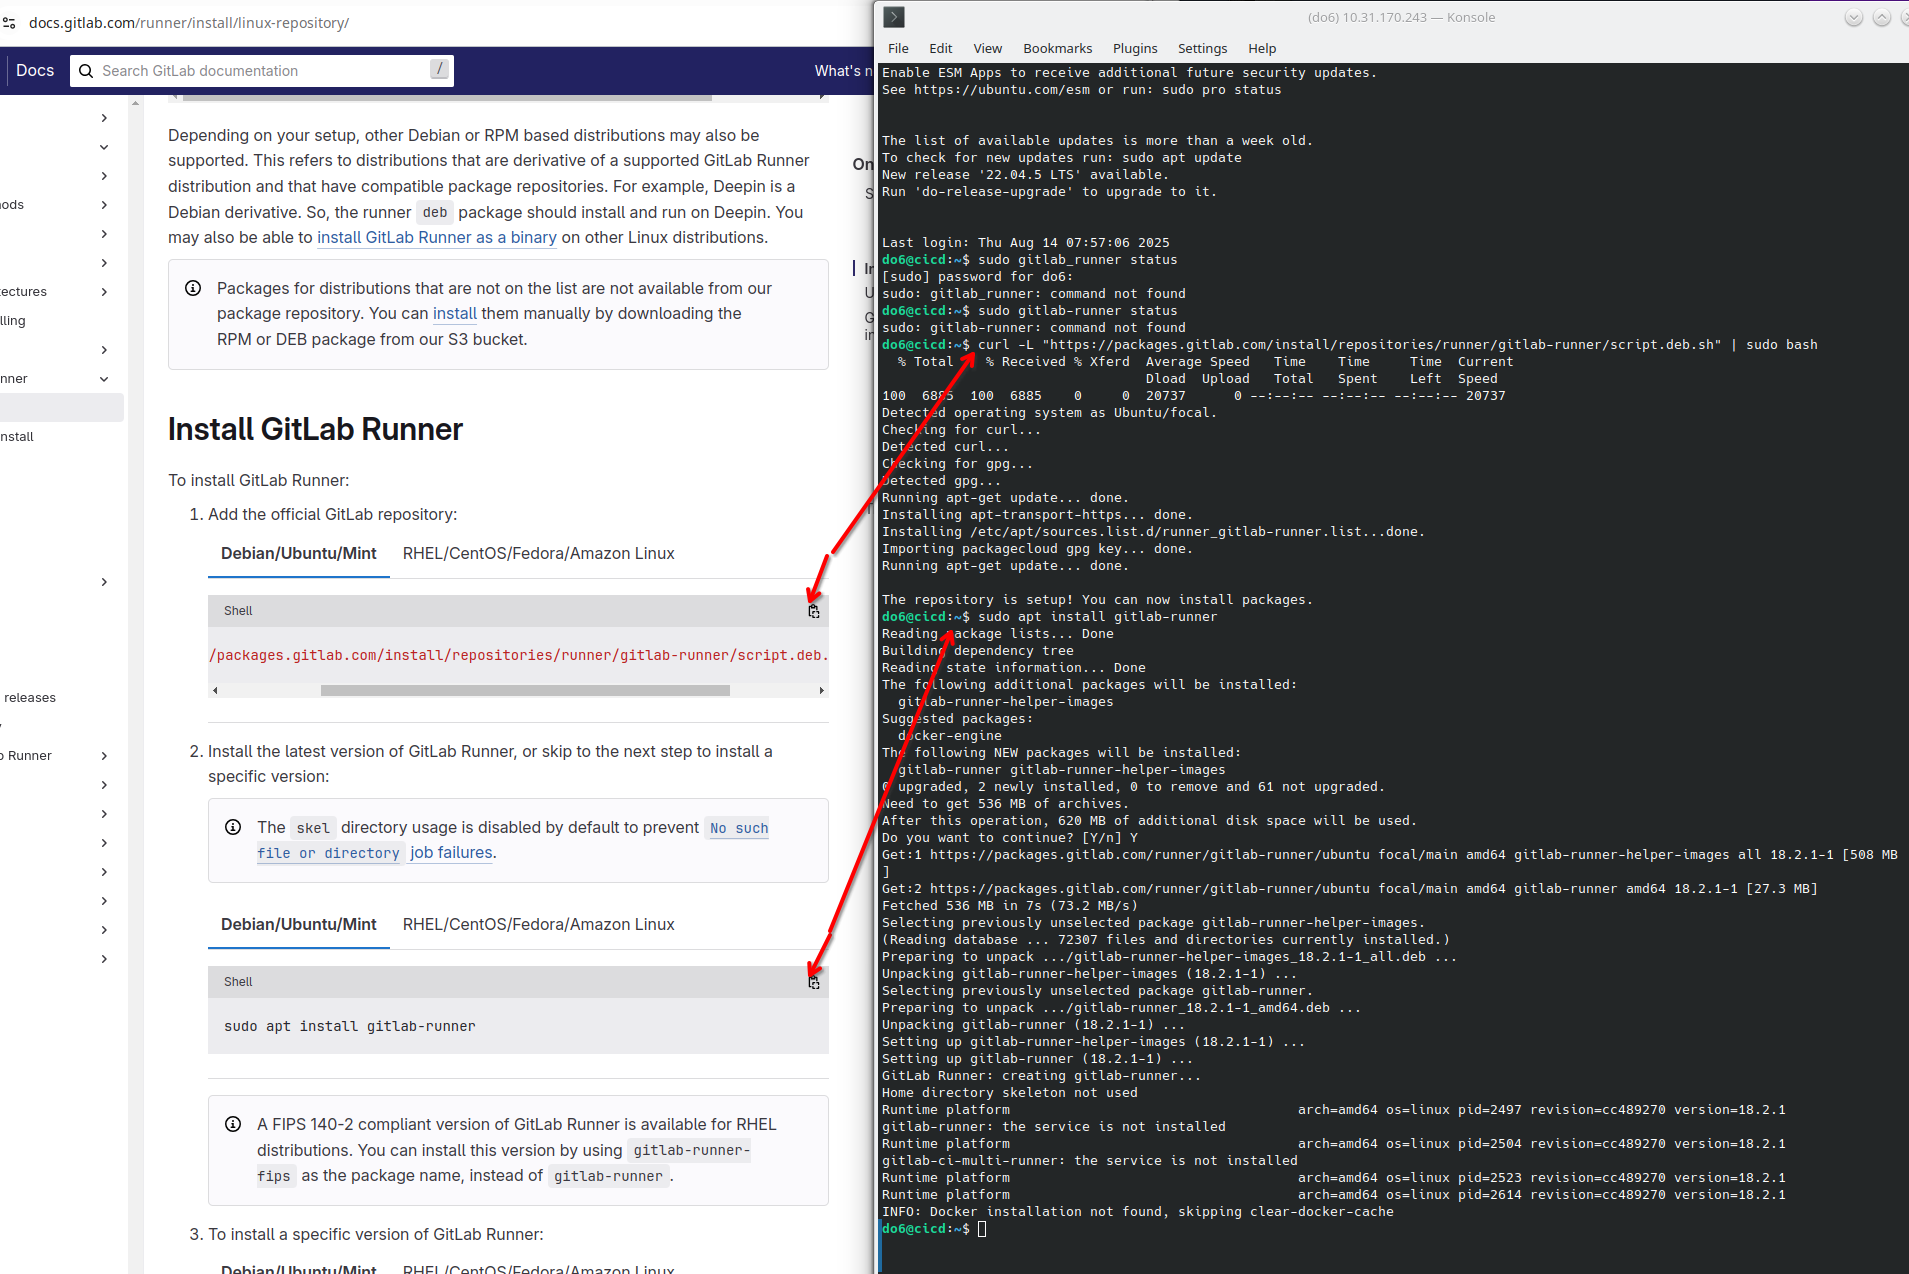 docs.gitlab.com/runner/install/linux-repository/
Docs
Search GitLab documentation
/
What's n
ods
ectures
lling
nner
nstall
releases
Runner
Depending on your setup, other Debian or RPM based distributions may also be
supported. This refers to distributions that are derivative of a supported GitLab Runner
distribution and that have compatible package repositories. For example, Deepin is a
Debian derivative. So, the runner deb package should install and run on Deepin. You
may also be able to install GitLab Runner as a binary on other Linux distributions.
Packages for distributions that are not on the list are not available from our
package repository. You can install them manually by downloading the
RPM or DEB package from our S3 bucket.
Install GitLab Runner
To install GitLab Runner:
1. Add the official GitLab repository:
Debian/Ubuntu/Mint RHEL/CentOS/Fedora/Amazon Linux
Shell
/packages.gitlab.com/install/repositories/runner/gitlab-runner/script.deb.
2. Install the latest version of GitLab Runner, or skip to the next step to install a
specific version:
The skel directory usage is disabled by default to prevent No such
file or directory job failures.
Debian/Ubuntu/Mint RHEL/CentOS/Fedora/Amazon Linux
Shell
sudo apt install gitlab-runner
A FIPS 140-2 compliant version of GitLab Runner is available for RHEL
distributions. You can install this version by using gitlab-runner-
fips as the package name, instead of gitlab-runner.
3. To install a specific version of GitLab Runner:
Debian/Ubuntu/Mint RHEL/CentOS/Fedora/Amazon Linux
On
S
In
U
G
in
(do6) 10.31.170.243 — Konsole
File Edit View Bookmarks Plugins Settings Help
Enable ESM Apps to receive additional future security updates.
See https://ubuntu.com/esm or run: sudo pro status
The list of available updates is more than a week old.
To check for new updates run: sudo apt update
New release '22.04.5 LTS' available.
Run 'do-release-upgrade' to upgrade to it.
Last login: Thu Aug 14 07:57:06 2025
do6@cicd:~$ sudo gitlab_runner status
[sudo] password for do6:
sudo: gitlab_runner: command not found
do6@cicd:~$ sudo gitlab-runner status
sudo: gitlab-runner: command not found
do6@cicd:~$ curl -L "https://packages.gitlab.com/install/repositories/runner/gitlab-runner/script.deb.sh" | sudo bash
% Total % Received % Xferd Average Speed Time Time Time Current
Dload Upload Total Spent Left Speed
100 6885 100 6885 0 0 20737 0 --:--:-- --:--:-- --:--:-- 20737
Detected operating system as Ubuntu/focal.
Checking for curl...
Detected curl...
Checking for gpg...
Detected gpg...
Running apt-get update... done.
Installing apt-transport-https... done.
Installing /etc/apt/sources.list.d/runner_gitlab-runner.list...done.
Importing packagecloud gpg key... done.
Running apt-get update... done.
The repository is setup! You can now install packages.
do6@cicd:~$ sudo apt install gitlab-runner
Reading package lists... Done
Building dependency tree
Reading state information... Done
The following additional packages will be installed:
gitlab-runner-helper-images
Suggested packages:
docker-engine
The following NEW packages will be installed:
gitlab-runner gitlab-runner-helper-images
0 upgraded, 2 newly installed, 0 to remove and 61 not upgraded.
Need to get 536 MB of archives.
After this operation, 620 MB of additional disk space will be used.
Do you want to continue? [Y/n] Y
Get:1 https://packages.gitlab.com/runner/gitlab-runner/ubuntu focal/main amd64 gitlab-runner-helper-images all 18.2.1-1 [508 MB
]
Get:2 https://packages.gitlab.com/runner/gitlab-runner/ubuntu focal/main amd64 gitlab-runner amd64 18.2.1-1 [27.3 MB]
Fetched 536 MB in 7s (73.2 MB/s)
Selecting previously unselected package gitlab-runner-helper-images.
(Reading database ... 72307 files and directories currently installed.)
Preparing to unpack .../gitlab-runner-helper-images_18.2.1-1_all.deb ...
Unpacking gitlab-runner-helper-images (18.2.1-1) ...
Selecting previously unselected package gitlab-runner.
Preparing to unpack .../gitlab-runner_18.2.1-1_amd64.deb ...
Unpacking gitlab-runner (18.2.1-1) ...
Setting up gitlab-runner-helper-images (18.2.1-1) ...
Setting up gitlab-runner (18.2.1-1) ...
GitLab Runner: creating gitlab-runner...
Home directory skeleton not used
Runtime platform arch=amd64 os=linux pid=2497 revision=cc489270 version=18.2.1
gitlab-runner: the service is not installed
Runtime platform arch=amd64 os=linux pid=2504 revision=cc489270 version=18.2.1
gitlab-ci-multi-runner: the service is not installed
Runtime platform arch=amd64 os=linux pid=2523 revision=cc489270 version=18.2.1
Runtime platform arch=amd64 os=linux pid=2614 revision=cc489270 version=18.2.1
INFO: Docker installation not found, skipping clear-docker-cache
do6@cicd:~$